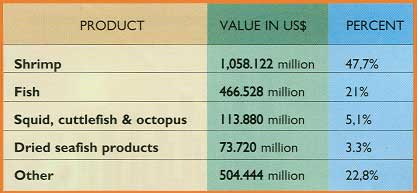 PRODUCT VALUE IN US$ PERCENT
Shrimp 1,058.122 million 47,7%
Fish 466.528 million 21%
Squid, cuttlefish & octopus 113.880 million 5,1%
Dried seafish products 73.720 million 3.3%
Other 504.444 million 22,8%